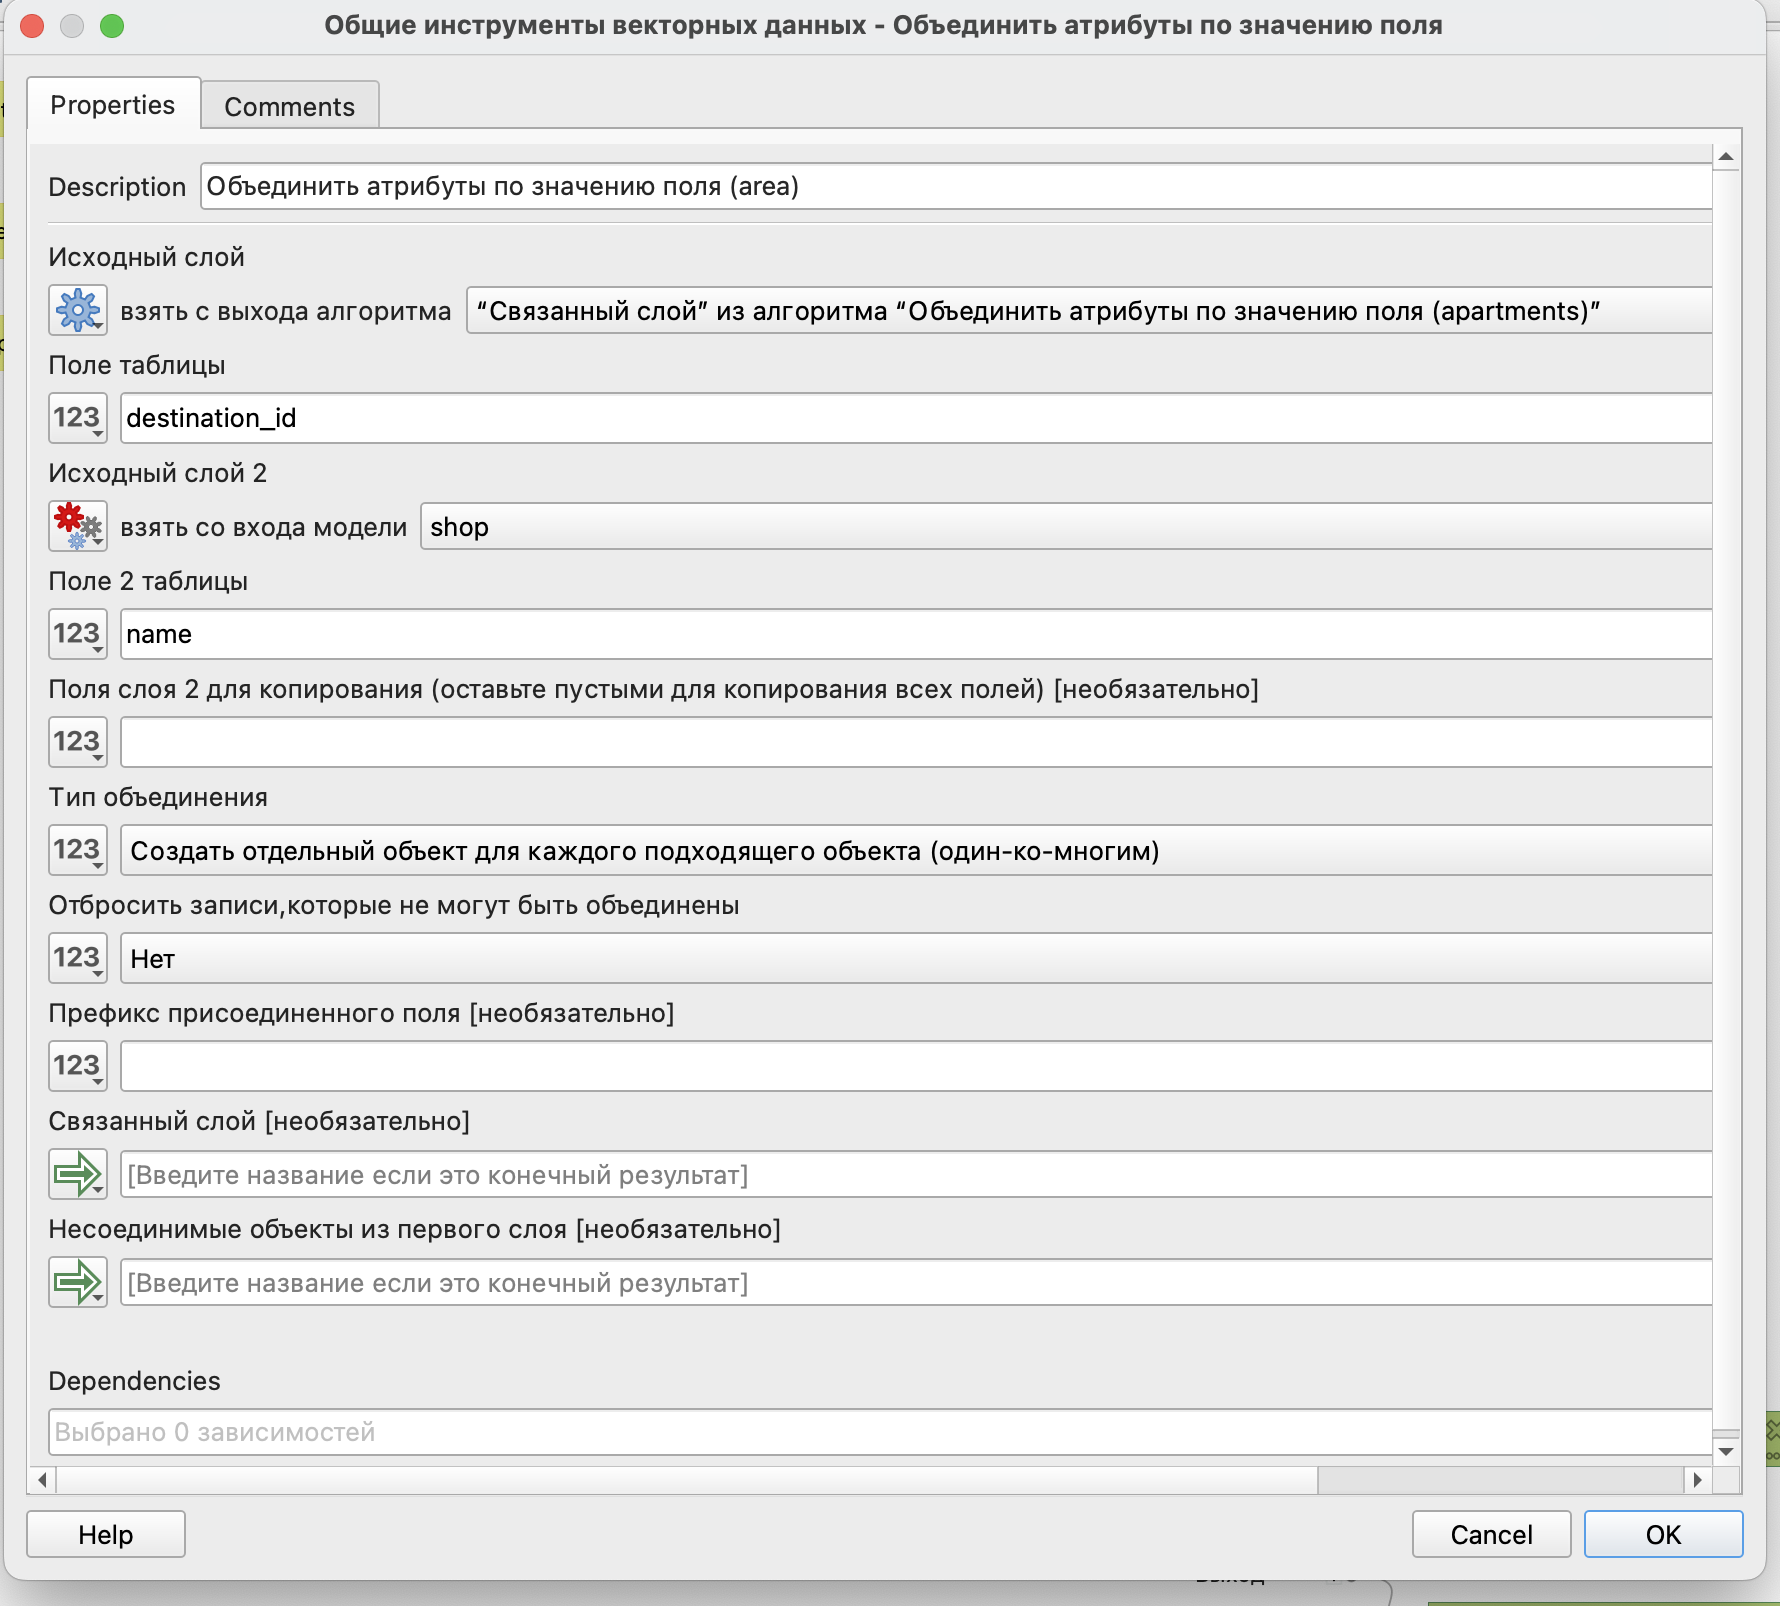 Общие инструменты векторных данных - Объединить атрибуты по значению поля
Properties
Comments
Description
Объединить атрибуты по значению поля (area)
Исходный слой
взять с выхода алгоритма
“Связанный слой” из алгоритма “Объединить атрибуты по значению поля (apartments)”
Поле таблицы
123
destination_id
Исходный слой 2
взять со входа модели
shop
Поле 2 таблицы
123
name
Поля слоя 2 для копирования (оставьте пустыми для копирования всех полей) [необязательно]
123
Тип объединения
123
Создать отдельный объект для каждого подходящего объекта (один-ко-многим)
Отбросить записи,которые не могут быть объединены
123
Нет
Префикс присоединенного поля [необязательно]
123
Связанный слой [необязательно]
[Введите название если это конечный результат]
Несоединимые объекты из первого слоя [необязательно]
[Введите название если это конечный результат]
Dependencies
Выбрано 0 зависимостей
Help
Cancel
OK